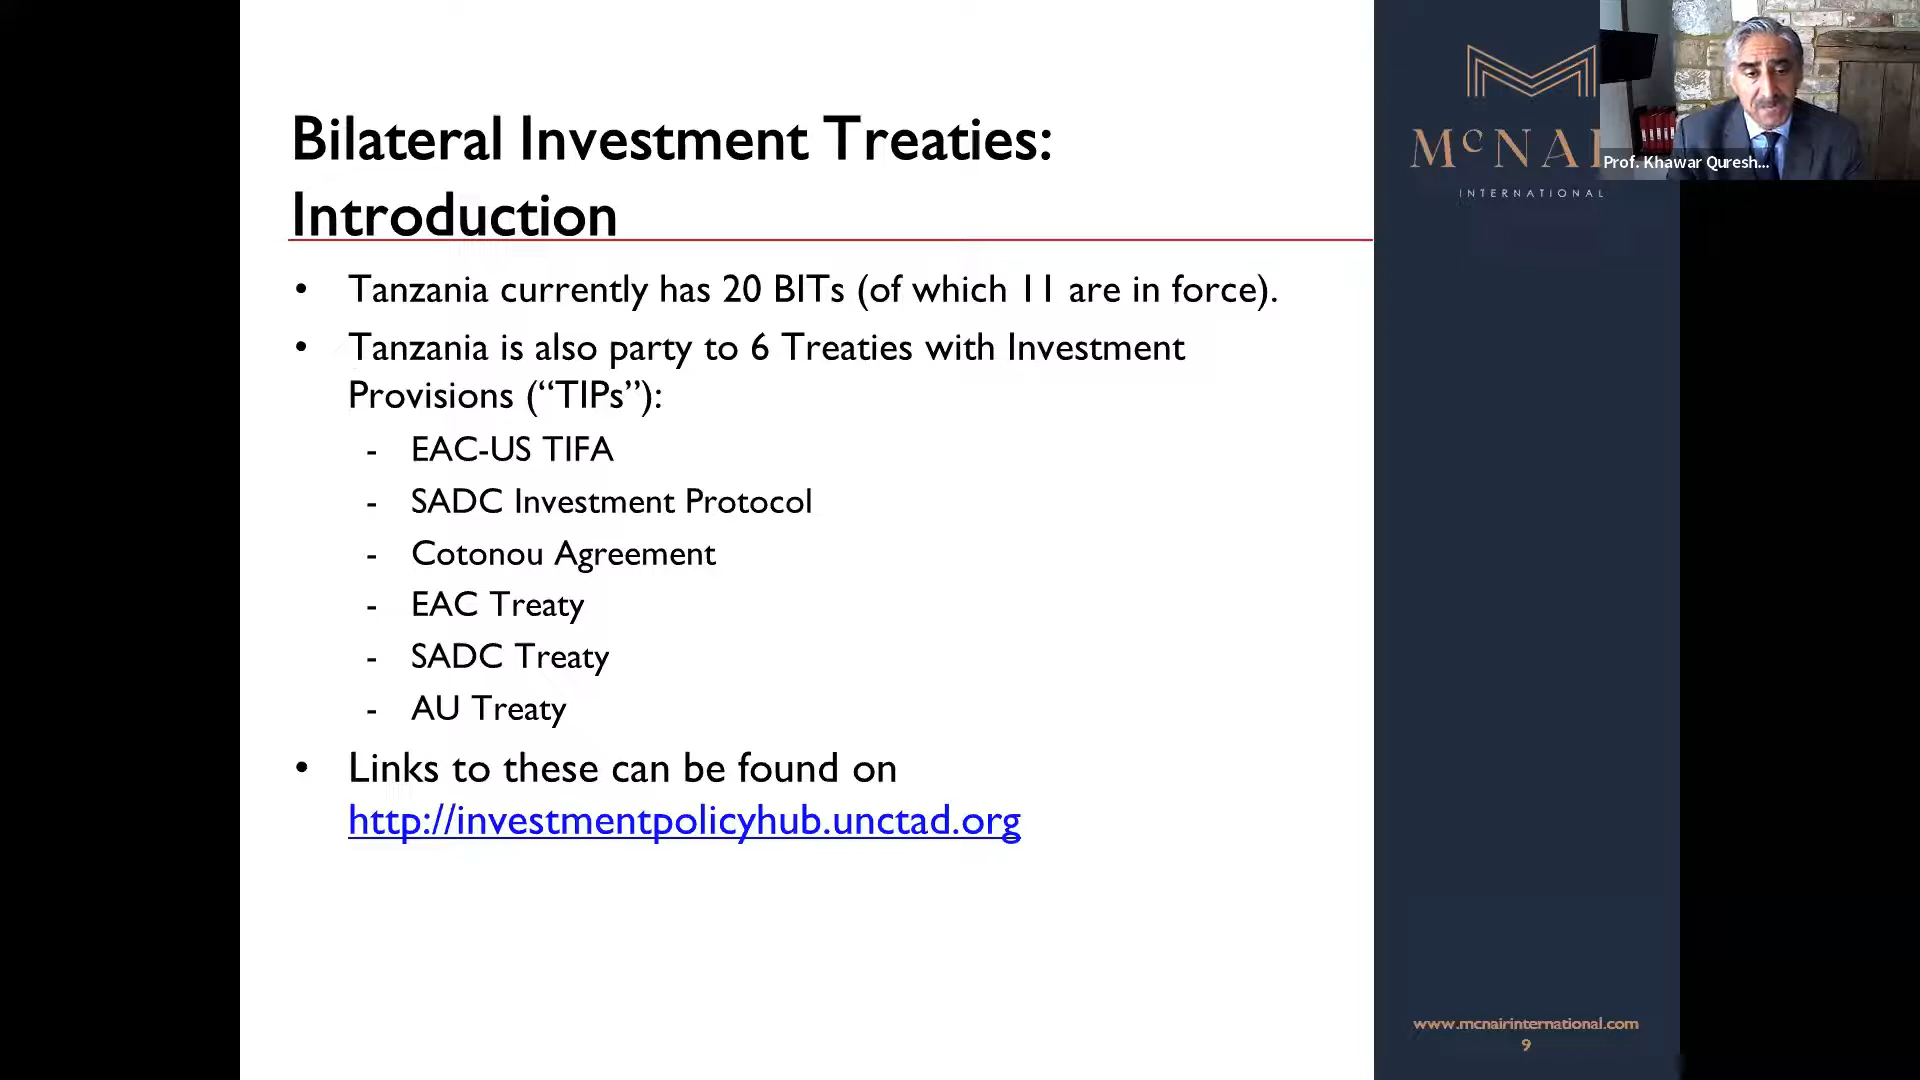 Bilateral Investment Treaties:
Introduction
• Tanzania currently has 20 BITs (of which 11 are in force).
• Tanzania is also party to 6 Treaties with Investment
Provisions (“TIPs”):
- EAC-US TIFA
- SADC Investment Protocol
- Cotonou Agreement
- EAC Treaty
- SADC Treaty
- AU Treaty
• Links to these can be found on
http://investmentpolicyhub.unctad.org
McNAI
INTERNATIONAL
Prof. Khawar Quresh...
www.mcnairinternational.com
9